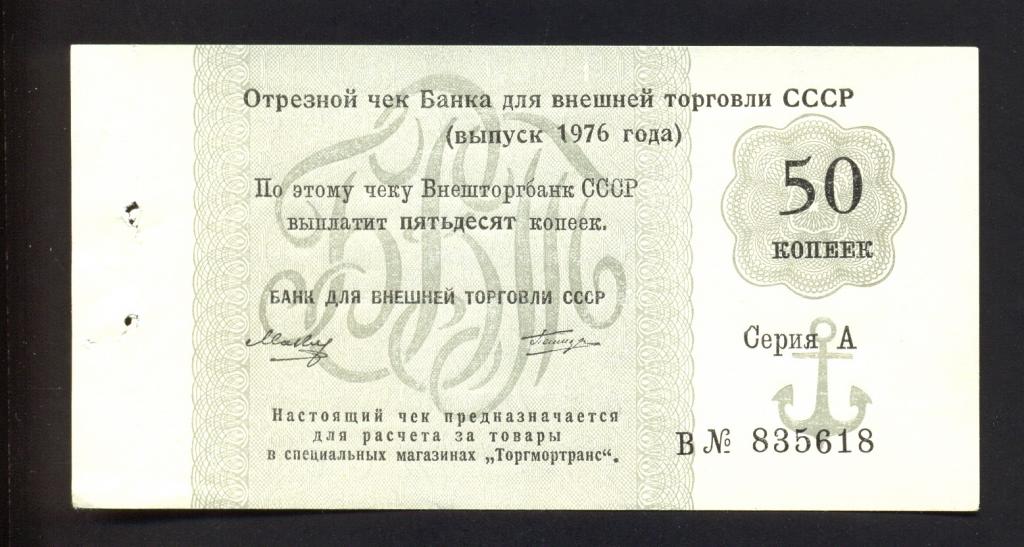 Отрезной чек Банка для внешней торговли СССР
(выпуск 1976 года)
По этому чеку Внешторгбанк СССР
выплатит пятьдесят копеек.
50
КОПЕЕК
БАНК ДЛЯ ВНЕШНЕЙ ТОРГОВЛИ СССР
Серия А
Настоящий чек предназначается
для расчета за товары
в специальных магазинах „Торгмортранс“.
В № 835618